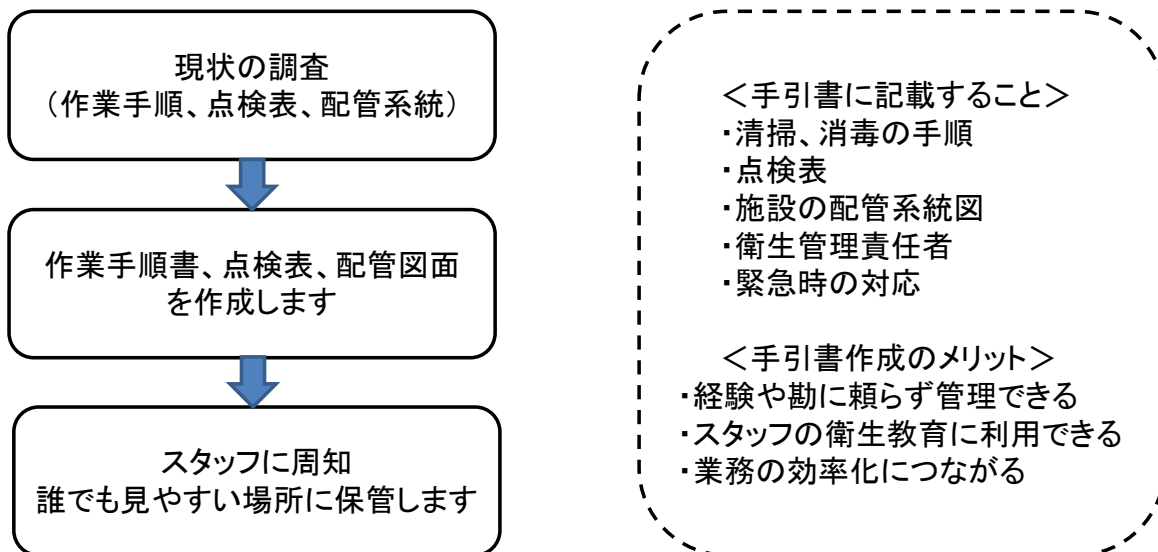 現状の調査
（作業手順、点検表、配管系統）
作業手順書、点検表、配管図面
を作成します
スタッフに周知
誰でも見やすい場所に保管します
＜手引書に記載すること＞
・清掃、消毒の手順
・点検表
・施設の配管系統図
・衛生管理責任者
・緊急時の対応
＜手引書作成のメリット＞
・経験や勘に頼らず管理できる
・スタッフの衛生教育に利用できる
・業務の効率化につながる